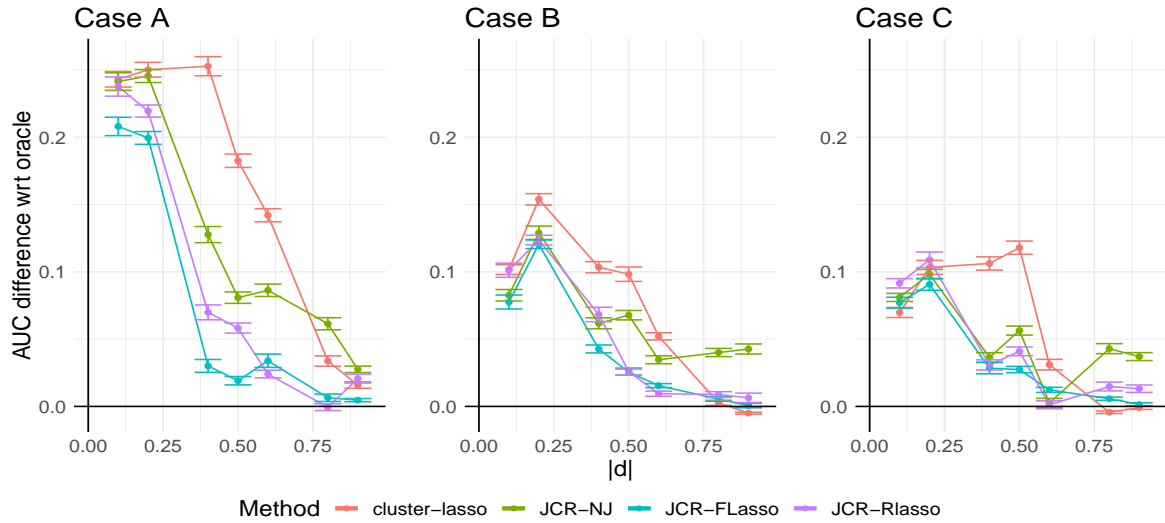 Case A
Case B
Case C
AUC difference wrt oracle
0.2
0.1
0.0
0.00 0.25 0.50 0.75
0.2
0.1
0.0
0.00 0.25 0.50 0.75
0.2
0.1
0.0
0.00 0.25 0.50 0.75
|d|
Method cluster−lasso JCR−NJ JCR−FLasso JCR−Rlasso